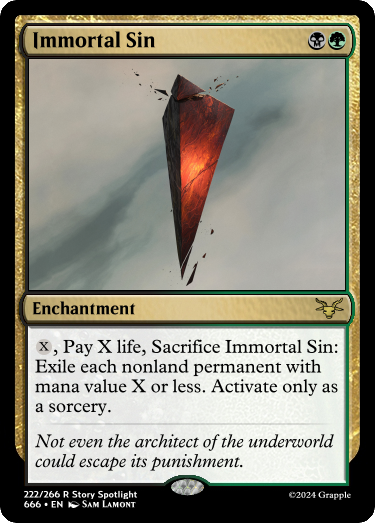 Immortal Sin
Enchantment
X, Pay X life, Sacrifice Immortal Sin:
Exile each nonland permanent with
mana value X or less. Activate only as
a sorcery.
Not even the architect of the underworld
could escape its punishment.
222/266 R Story Spotlight
666 • EN SAM LAMONT
©2024 Grapple